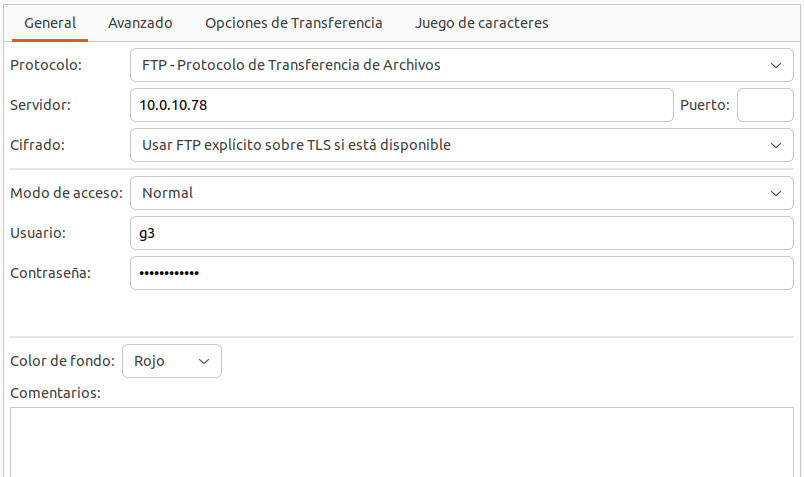 General Avanzado Opciones de Transferencia Juego de caracteres
Protocolo: FTP - Protocolo de Transferencia de Archivos
Servidor: 10.0.10.78 Puerto:
Cifrado: Usar FTP explícito sobre TLS si está disponible
Modo de acceso: Normal
Usuario: g3
Contraseña: ••••••••••••
Color de fondo: Rojo
Comentarios: